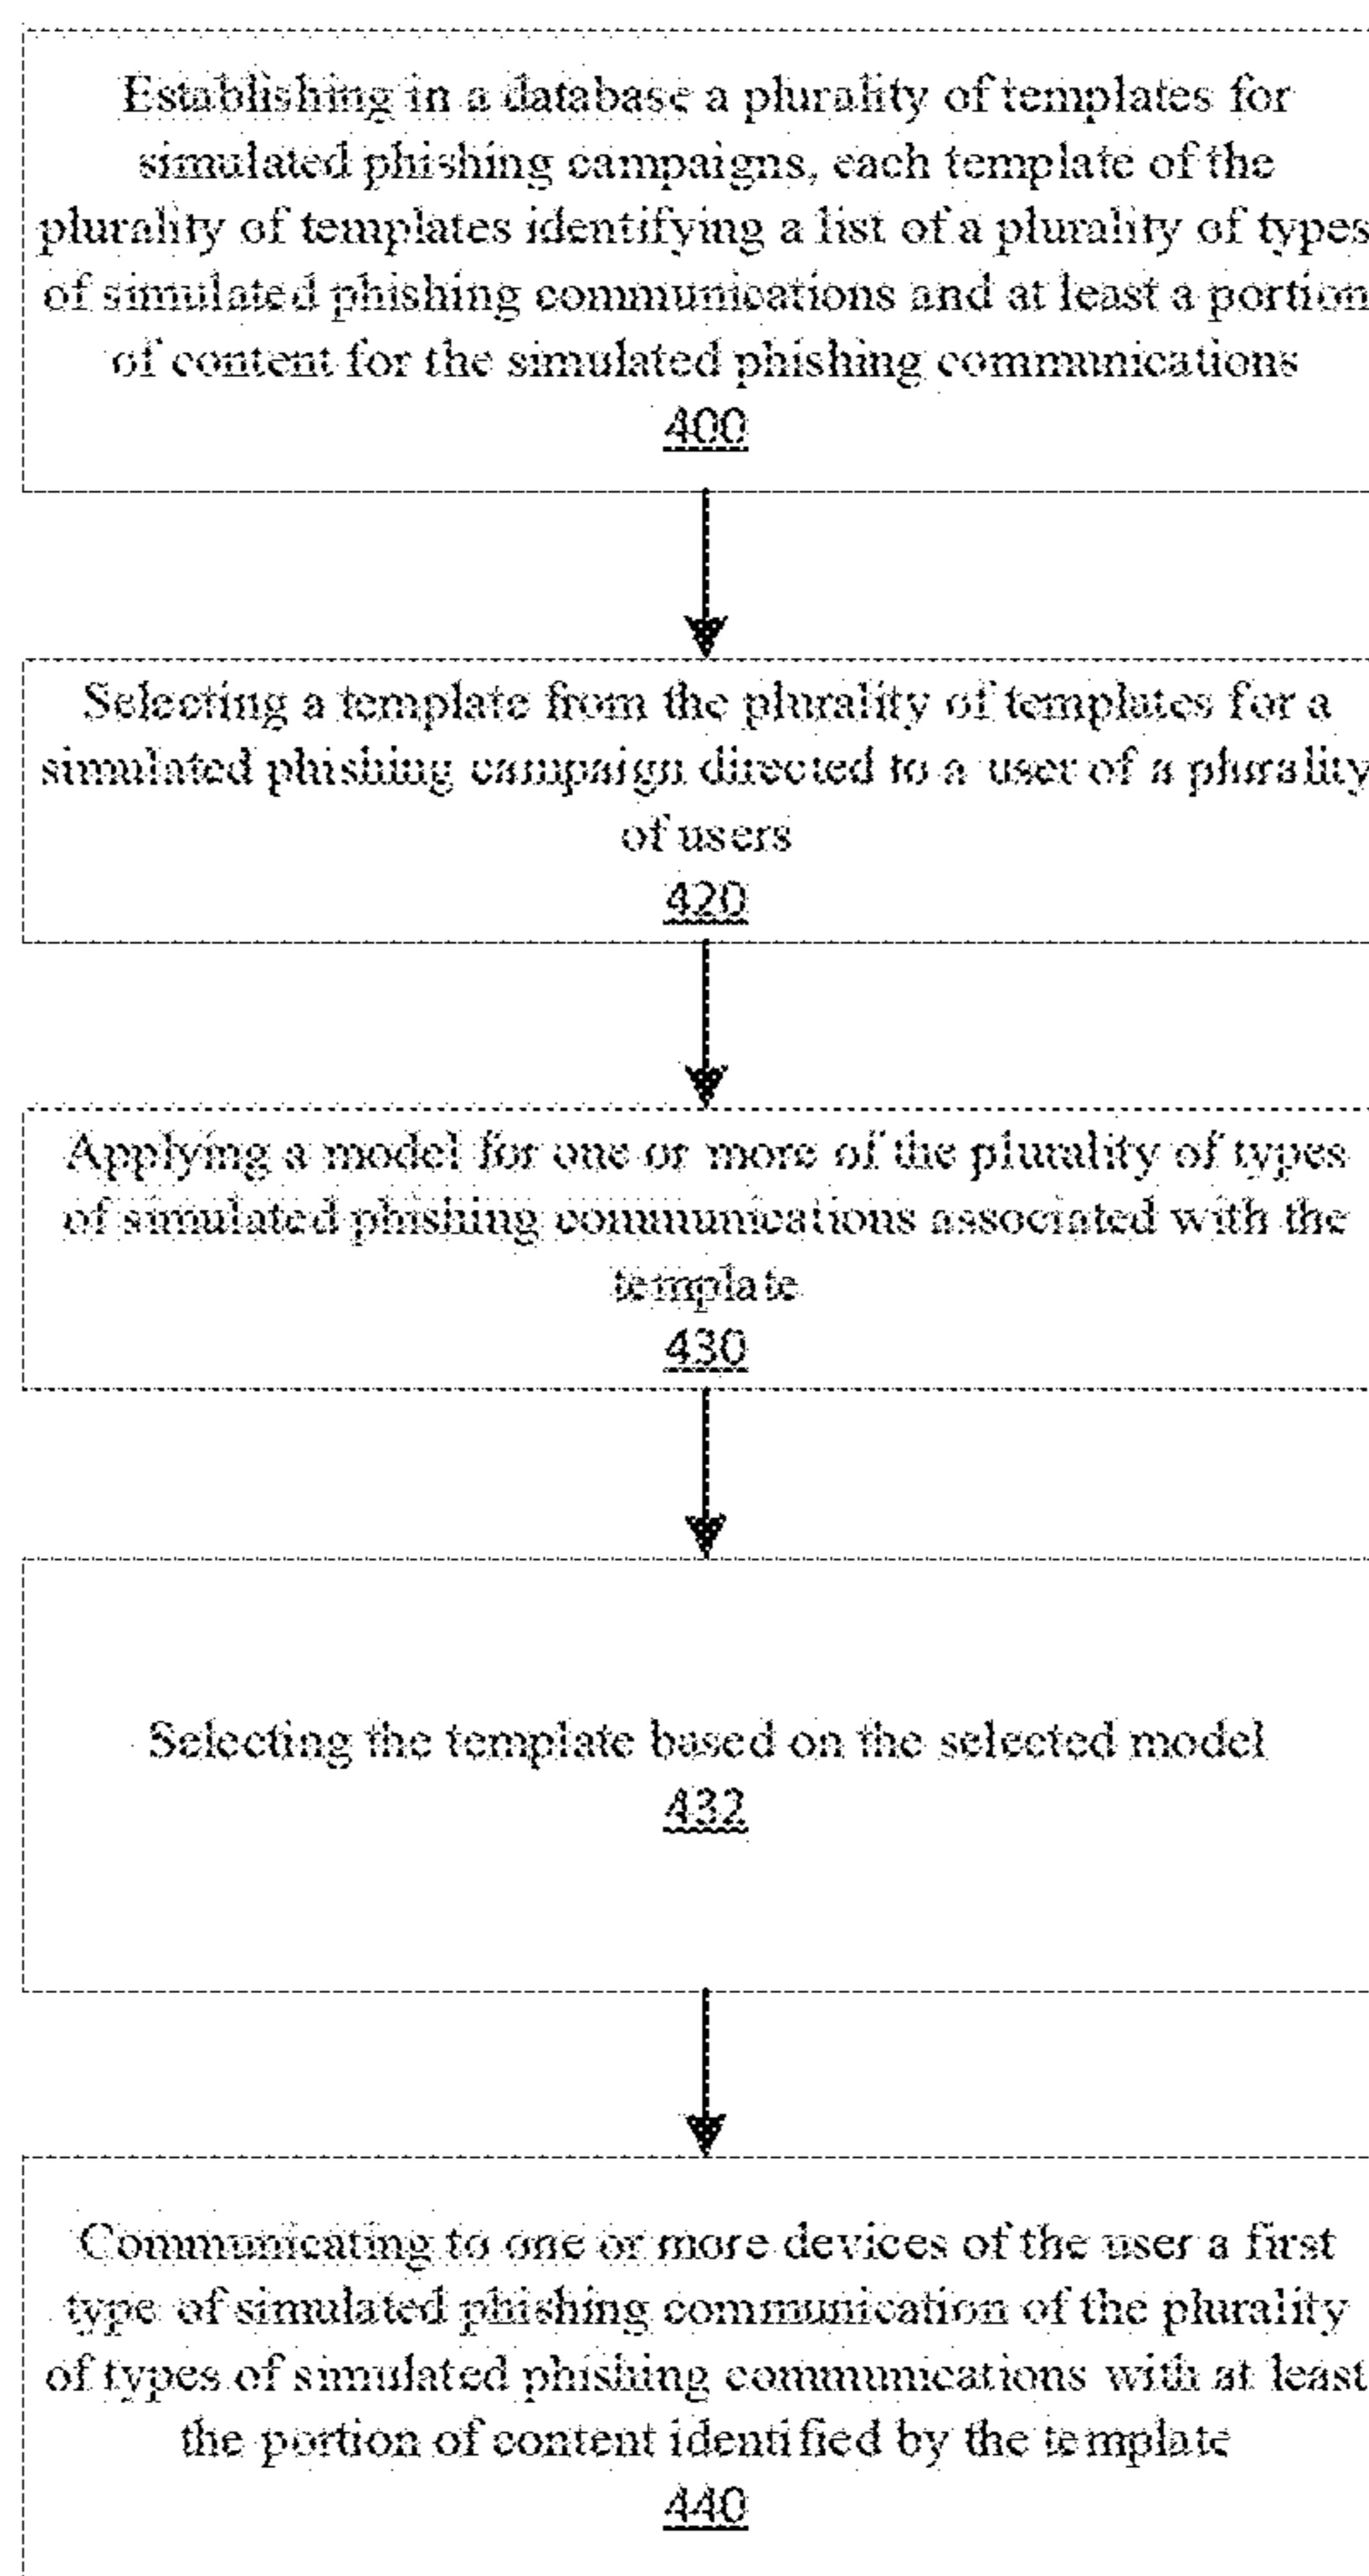 Establishing in a database a plurality of templates for
simulated phishing campaigns, each template of the
plurality of templates identifying a list of a plurality of types
of simulated phishing communications and at least a portion
of content for the simulated phishing communications
400
Selecting a template from the plurality of templates for a
simulated phishing campaign directed to a user of a plurality
of users
420
Applying a model for one or more of the plurality of types
of simulated phishing communications associated with the
template
430
Selecting the template based on the selected model
432
Communicating to one or more devices of the user a first
type of simulated phishing communication of the plurality
of types of simulated phishing communications with at least
the portion of content identified by the template
440